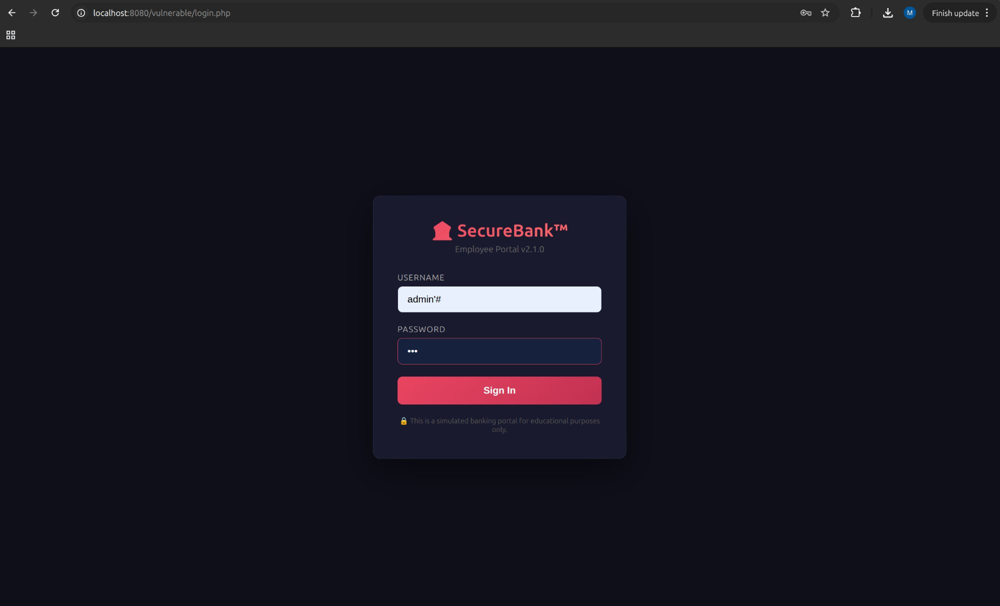 localhost:8080/vulnerable/login.php
M
Finish update
SecureBank™
Employee Portal v2.1.0
USERNAME
admin'#
PASSWORD
•••
Sign In
🔒 This is a simulated banking portal for educational purposes
only.